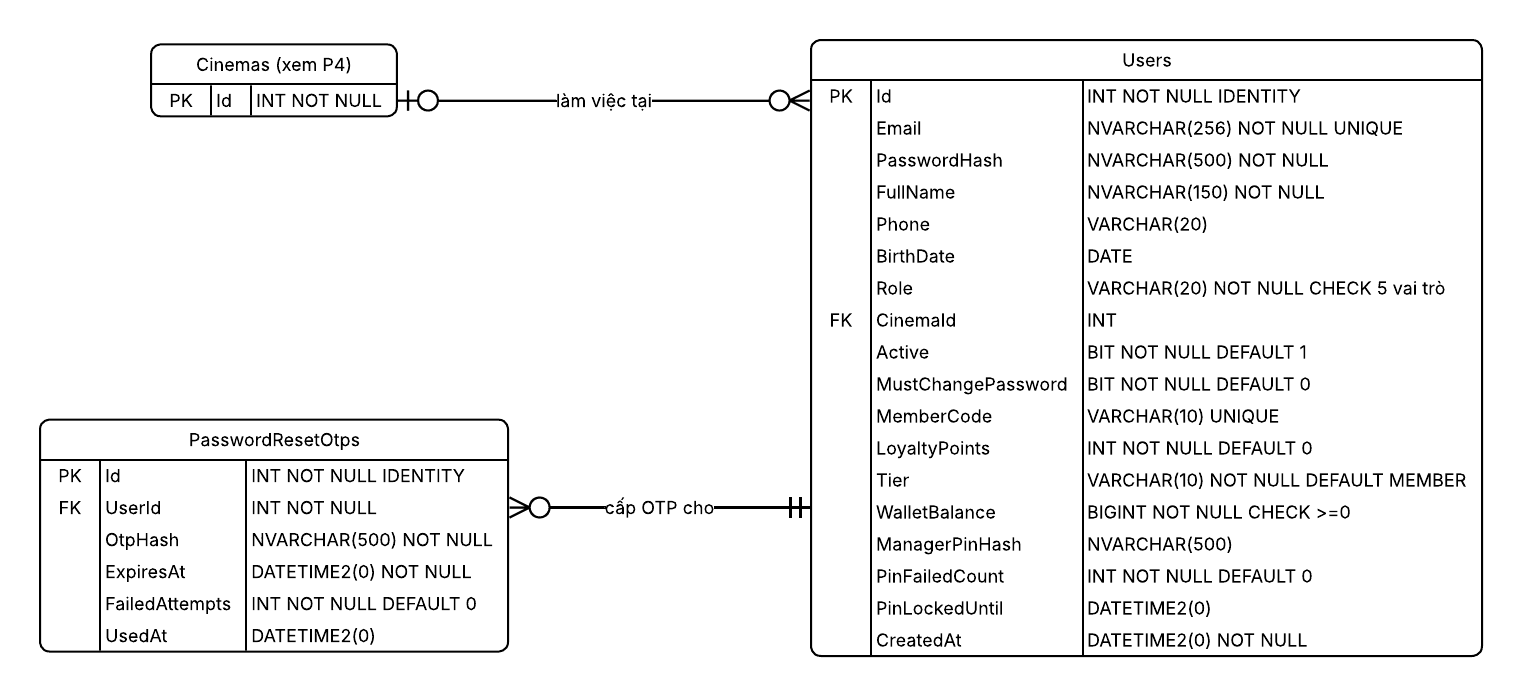 Cinemas (xem P4)
PK Id INT NOT NULL
làm việc tại
Users
PK Id INT NOT NULL IDENTITY
Email NVARCHAR(256) NOT NULL UNIQUE
PasswordHash NVARCHAR(500) NOT NULL
FullName NVARCHAR(150) NOT NULL
Phone VARCHAR(20)
BirthDate DATE
Role VARCHAR(20) NOT NULL CHECK 5 vai trò
FK CinemaId INT
Active BIT NOT NULL DEFAULT 1
MustChangePassword BIT NOT NULL DEFAULT 0
MemberCode VARCHAR(10) UNIQUE
LoyaltyPoints INT NOT NULL DEFAULT 0
Tier VARCHAR(10) NOT NULL DEFAULT MEMBER
WalletBalance BIGINT NOT NULL CHECK >=0
ManagerPinHash NVARCHAR(500)
PinFailedCount INT NOT NULL DEFAULT 0
PinLockedUntil DATETIME2(0)
CreatedAt DATETIME2(0) NOT NULL
PasswordResetOtps
PK Id INT NOT NULL IDENTITY
FK UserId INT NOT NULL
OtpHash NVARCHAR(500) NOT NULL
ExpiresAt DATETIME2(0) NOT NULL
FailedAttempts INT NOT NULL DEFAULT 0
UsedAt DATETIME2(0)
cấp OTP cho